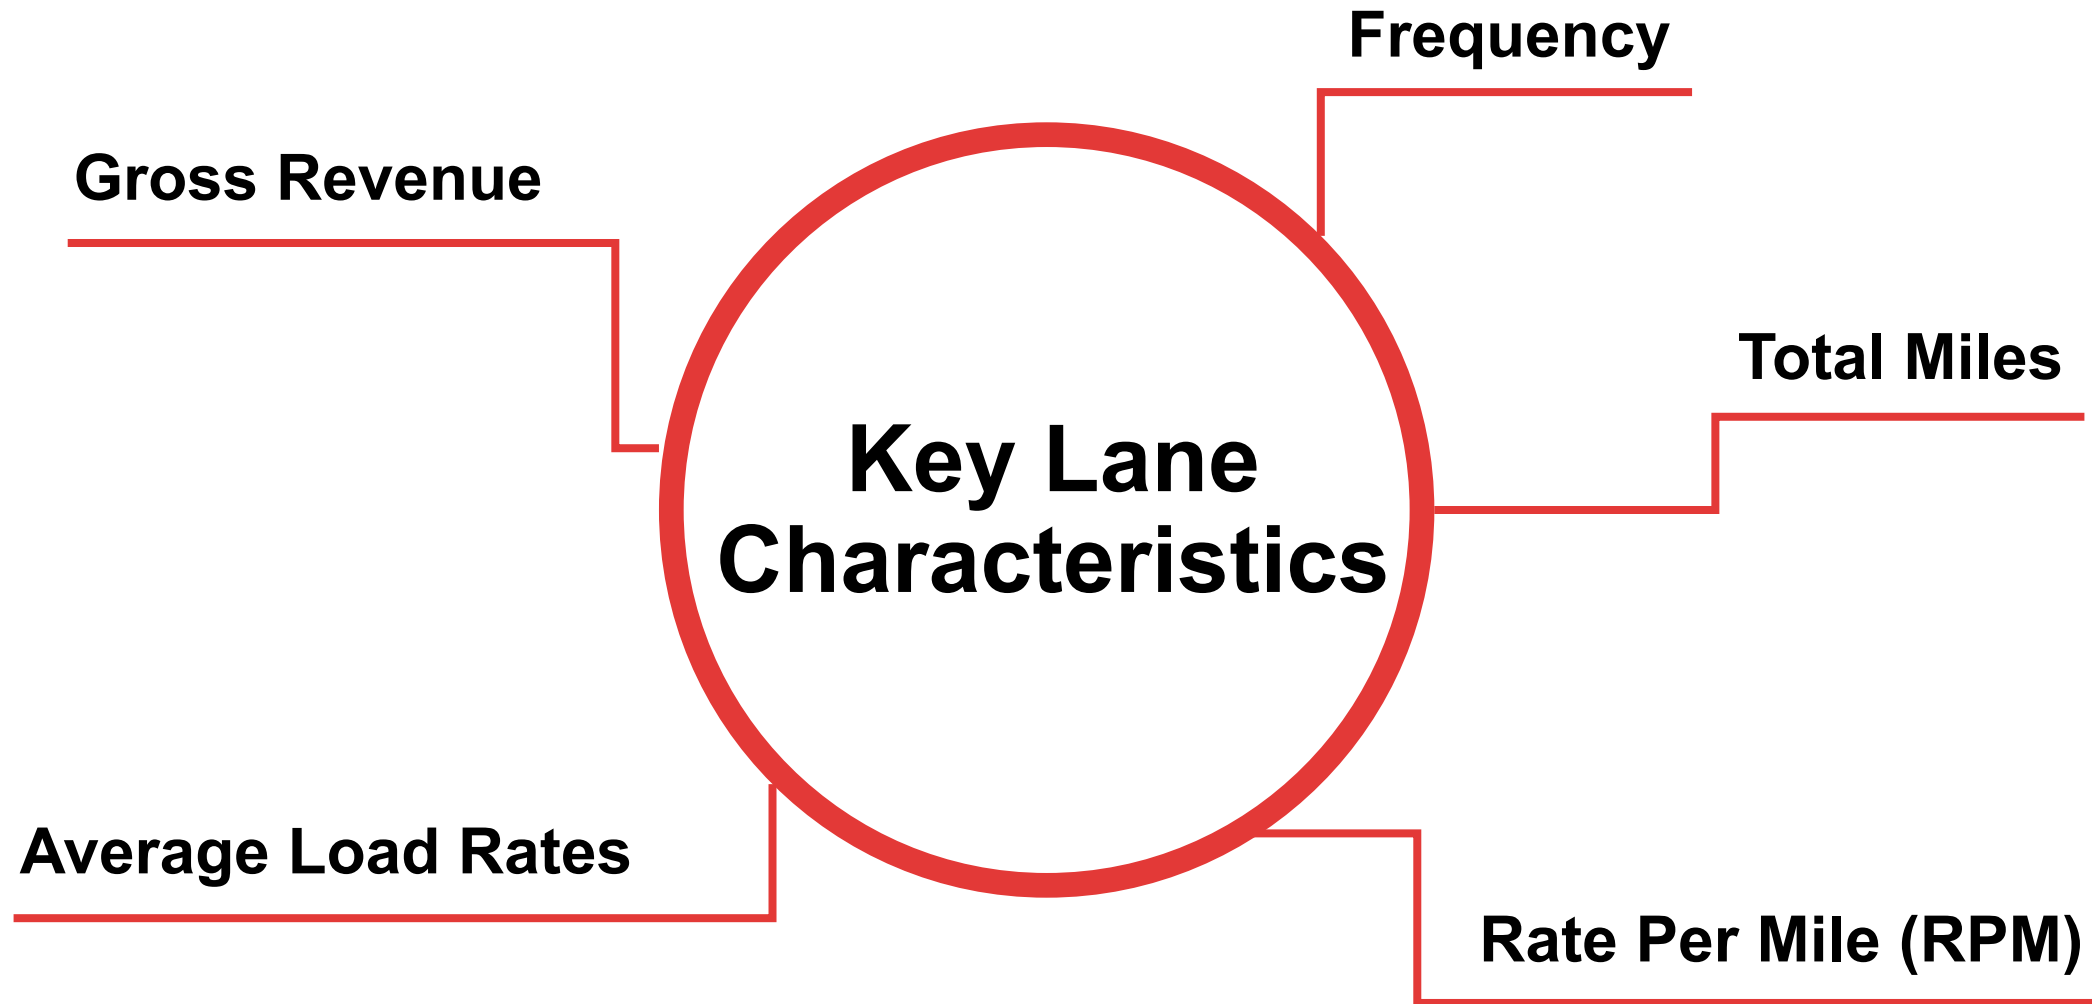 Frequency
Gross Revenue
Total Miles
Key Lane
Characteristics
Average Load Rates
Rate Per Mile (RPM)